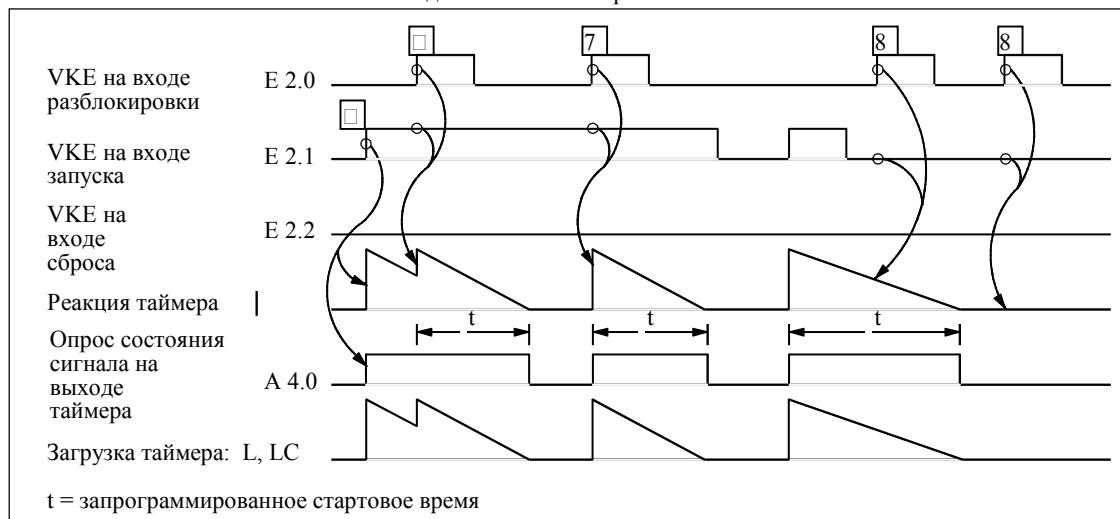 7
8
8
VKE на входе
разблокировки
E 2.0
VKE на входе
запуска
E 2.1
VKE на
входе
сброса
E 2.2
Реакция таймера
t
t
t
Опрос состояния
сигнала на
выходе
таймера
A 4.0
Загрузка таймера: L, LC
t = запрограммированное стартовое время